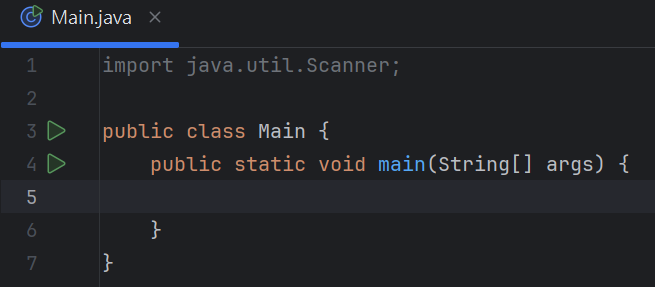 Main.java
1 import java.util.Scanner;
2
3 public class Main {
4     public static void main(String[] args) {
5
6     }
7 }